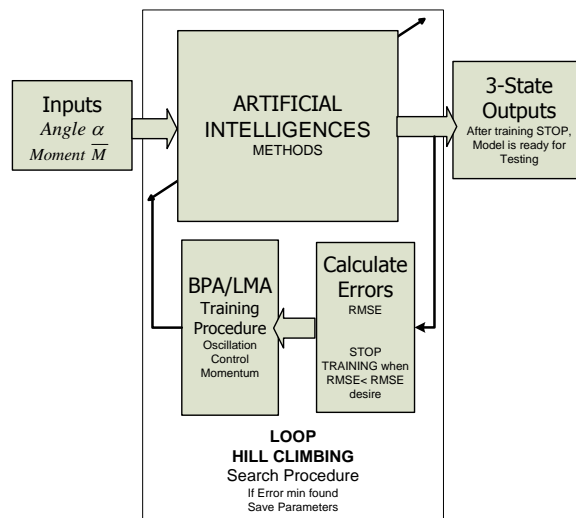 Inputs
Angle α
Moment M̅
ARTIFICIAL
INTELLIGENCES
METHODS
3-State
Outputs
After training STOP,
Model is ready for
Testing
BPA/LMA
Training
Procedure
Oscillation
Control
Momentum
Calculate
Errors
RMSE
STOP
TRAINING when
RMSE< RMSE
desire
LOOP
HILL CLIMBING
Search Procedure
If Error min found
Save Parameters